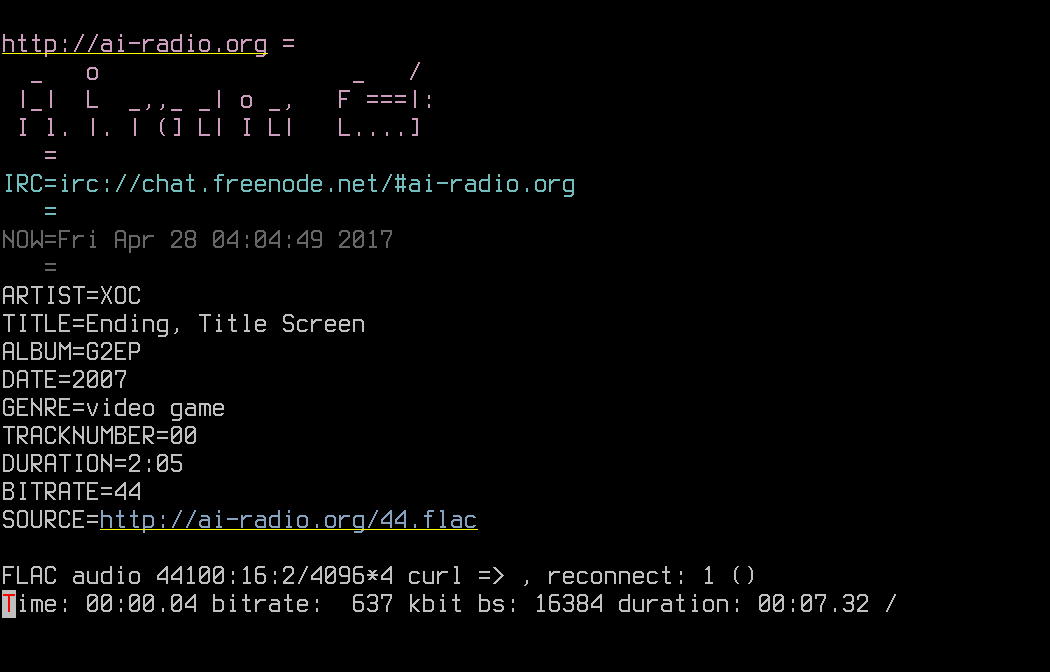 http://ai-radio.org =
  _   o                  _   /
 |_| L  _,,_ _| o _,   F ===|:
 I l. |. | (] L| I L|   L....]
   =
IRC=irc://chat.freenode.net/#ai-radio.org
   =
NOW=Fri Apr 28 04:04:49 2017
   =
ARTIST=XOC
TITLE=Ending, Title Screen
ALBUM=G2EP
DATE=2007
GENRE=video game
TRACKNUMBER=00
DURATION=2:05
BITRATE=44
SOURCE=http://ai-radio.org/44.flac
FLAC audio 44100:16:2/4096*4 curl => , reconnect: 1 ()
Time: 00:00.04 bitrate:  637 kbit bs: 16384 duration: 00:07.32 /